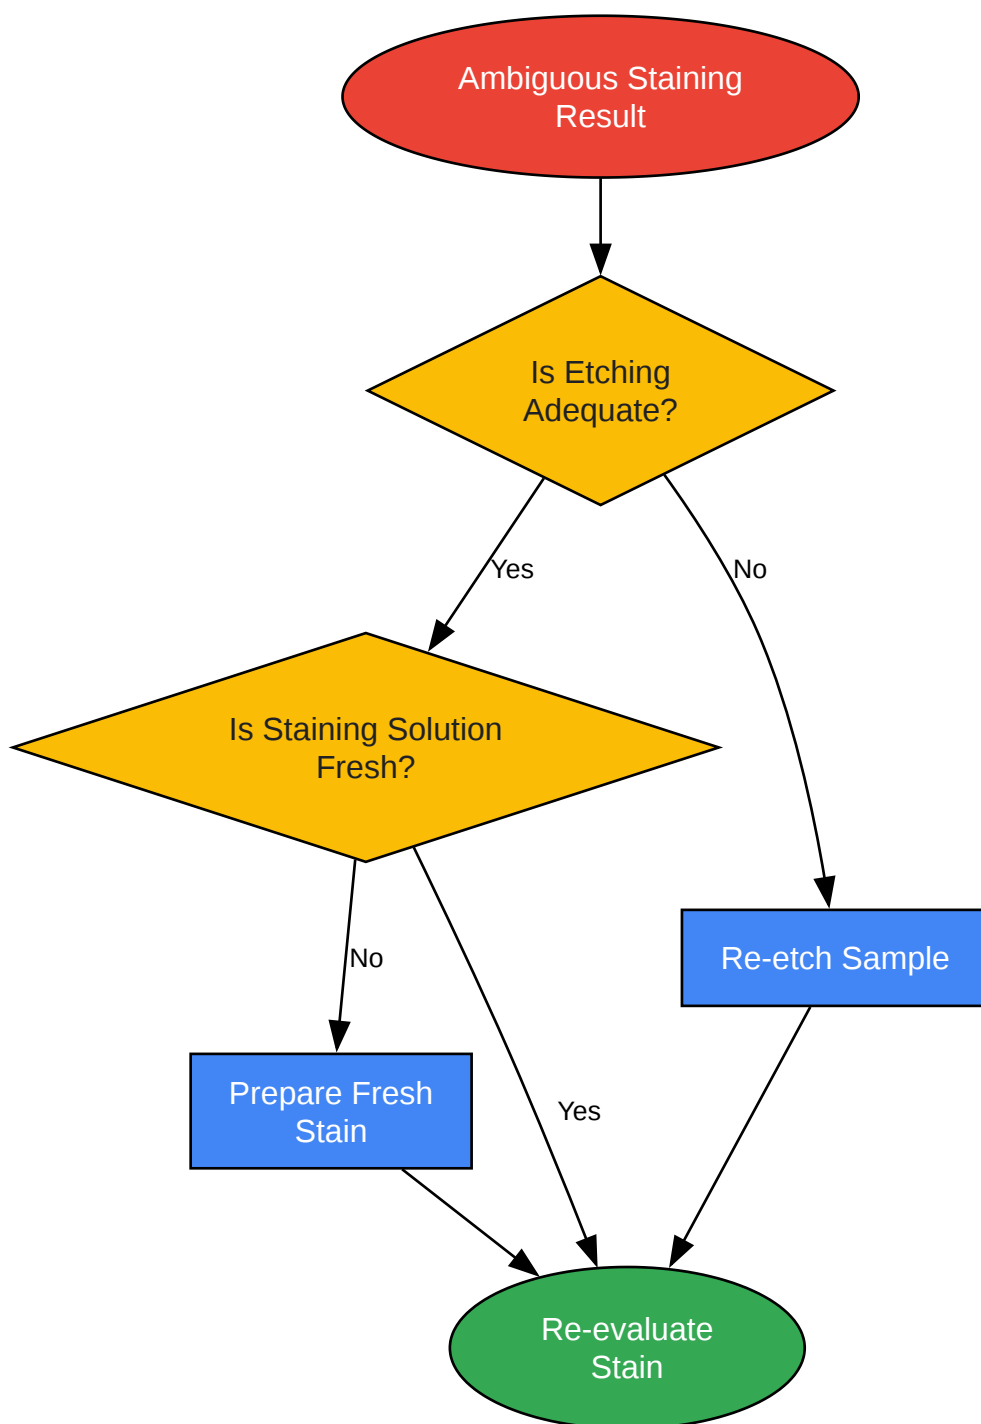 Ambiguous Staining
Result
Is Etching
Adequate?
Yes
No
Is Staining Solution
Fresh?
No
Re-etch Sample
Prepare Fresh
Stain
Yes
Re-evaluate
Stain